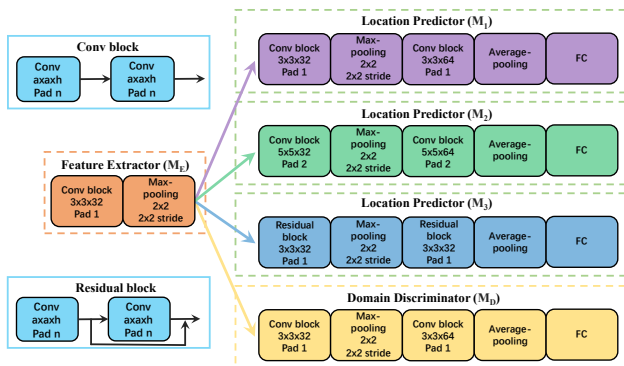 Conv block
Conv
axaxh
Pad n
Conv
axaxh
Pad n
Feature Extractor (M_E)
Conv block
3x3x32
Pad 1
Max-
pooling
2x2
2x2 stride
Residual block
Conv
axaxh
Pad n
Conv
axaxh
Pad n
Location Predictor (M_1)
Conv block
3x3x32
Pad 1
Max-
pooling
2x2
2x2 stride
Conv block
3x3x64
Pad 1
Average-
pooling
FC
Location Predictor (M_2)
Conv block
5x5x32
Pad 2
Max-
pooling
2x2
2x2 stride
Conv block
5x5x64
Pad 2
Average-
pooling
FC
Location Predictor (M_3)
Residual
block
3x3x32
Pad 1
Max-
pooling
2x2
2x2 stride
Residual
block
3x3x32
Pad 1
Average-
pooling
FC
Domain Discriminator (M_D)
Conv block
3x3x32
Pad 1
Max-
pooling
2x2
2x2 stride
Conv block
3x3x64
Pad 1
Average-
pooling
FC